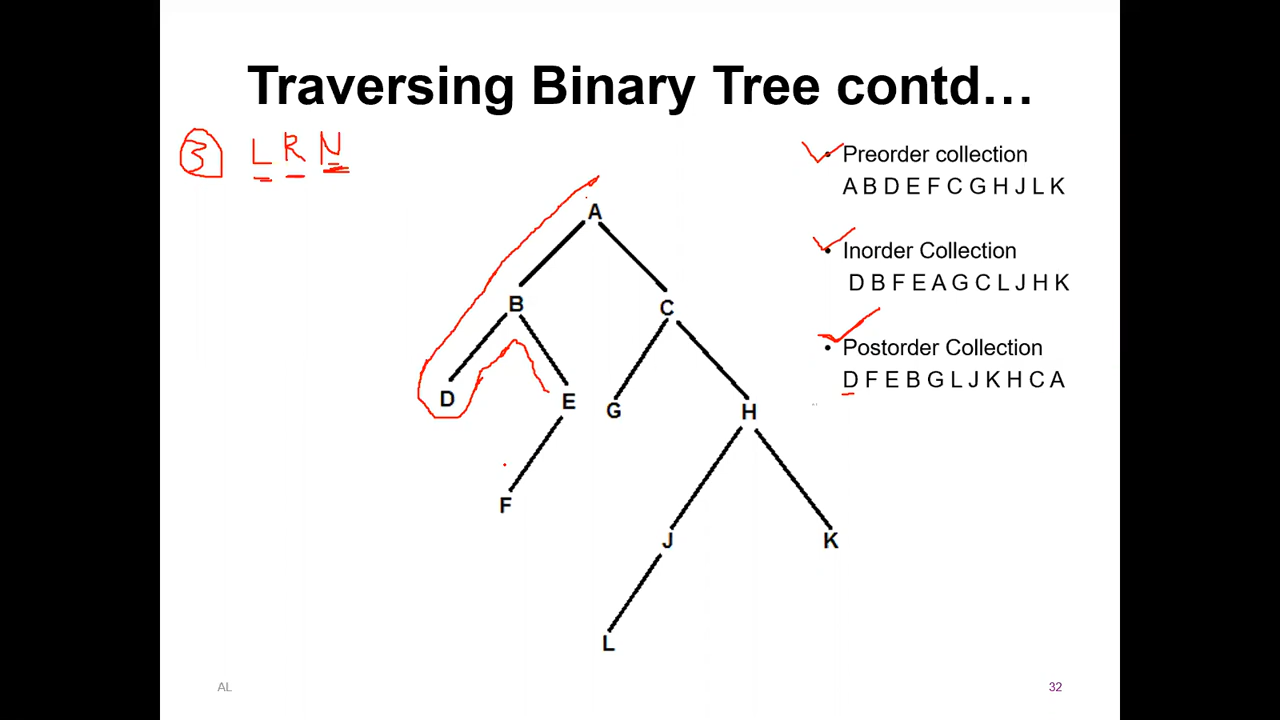 Traversing Binary Tree contd…
3 L R N
• Preorder collection
A B D E F C G H J L K
• Inorder Collection
D B F E A G C L J H K
• Postorder Collection
D F E B G L J K H C A
A
B C
D E G H
F
J K
L
AL 32